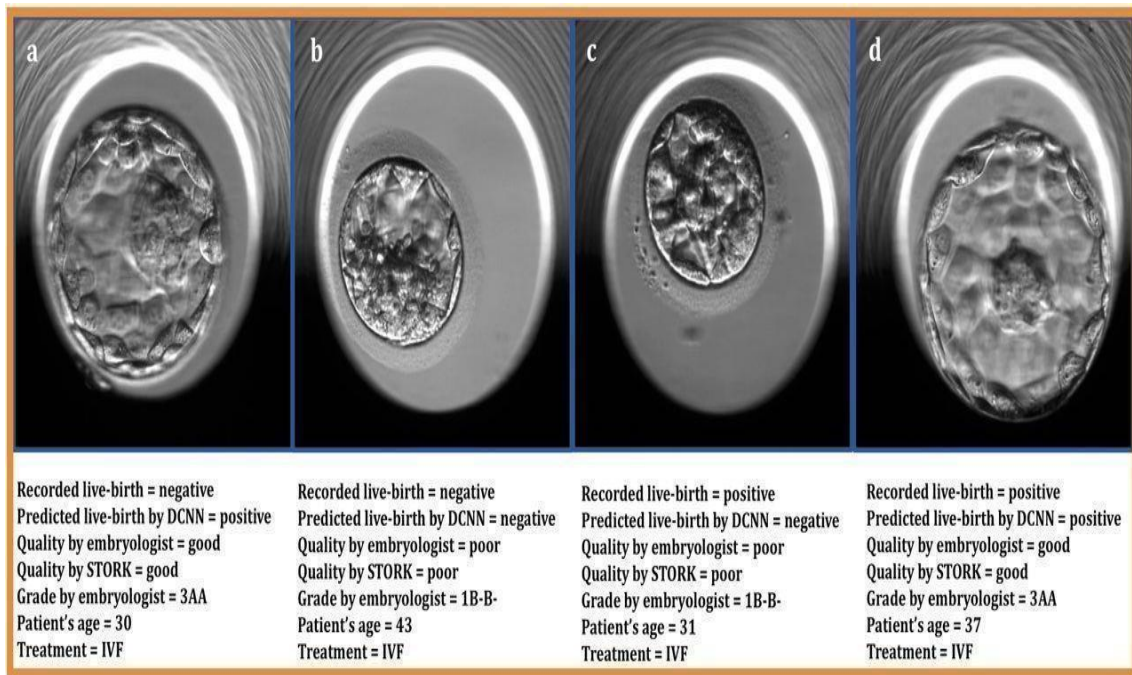 a
b
c
d
Recorded live-birth = negative
Predicted live-birth by DCNN = positive
Quality by embryologist = good
Quality by STORK = good
Grade by embryologist = 3AA
Patient's age = 30
Treatment = IVF
Recorded live-birth = negative
Predicted live-birth by DCNN = negative
Quality by embryologist = poor
Quality by STORK = poor
Grade by embryologist = 1B-B-
Patient's age = 43
Treatment = IVF
Recorded live-birth = positive
Predicted live-birth by DCNN = negative
Quality by embryologist = poor
Quality by STORK = poor
Grade by embryologist = 1B-B-
Patient's age = 31
Treatment = IVF
Recorded live-birth = positive
Predicted live-birth by DCNN = positive
Quality by embryologist = good
Quality by STORK = good
Grade by embryologist = 3AA
Patient's age = 37
Treatment = IVF